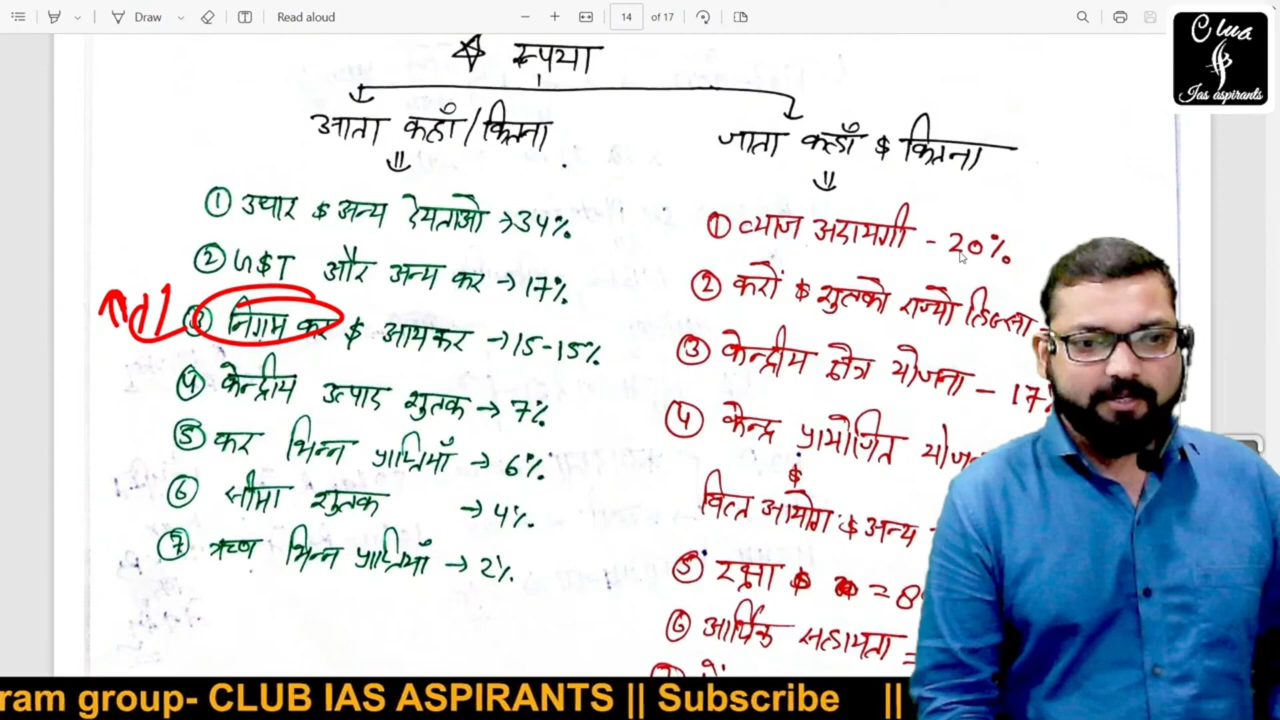 Draw
Read aloud
14
of 17
Clua
Ias aspirants
रूपया
आता कहाँ/कितना
① उधार $ अन्य देयताओ → 34%
② G$T और अन्य कर → 17%
③ निगम कर $ आयकर → 15-15%
④ केन्द्रीय उत्पाद शुल्क → 7%
⑤ कर भिन्न प्राप्तियाँ → 6%
⑥ सीमा शुल्क → 4%
⑦ ऋण भिन्न प्राप्तियाँ → 2%
जाता कहाँ $ कितना
① ब्याज अदायगी - 20%
② करों $ शुल्को राज्यो हिस्सा =
③ केन्द्रीय क्षेत्र योजना - 17%
④ केन्द्र प्रायोजित योज
$
वित्त आयोग $ अन्य
⑤ रक्षा $ = 8
⑥ आर्थिक सहायता =
ram group- CLUB IAS ASPIRANTS || Subscribe ||